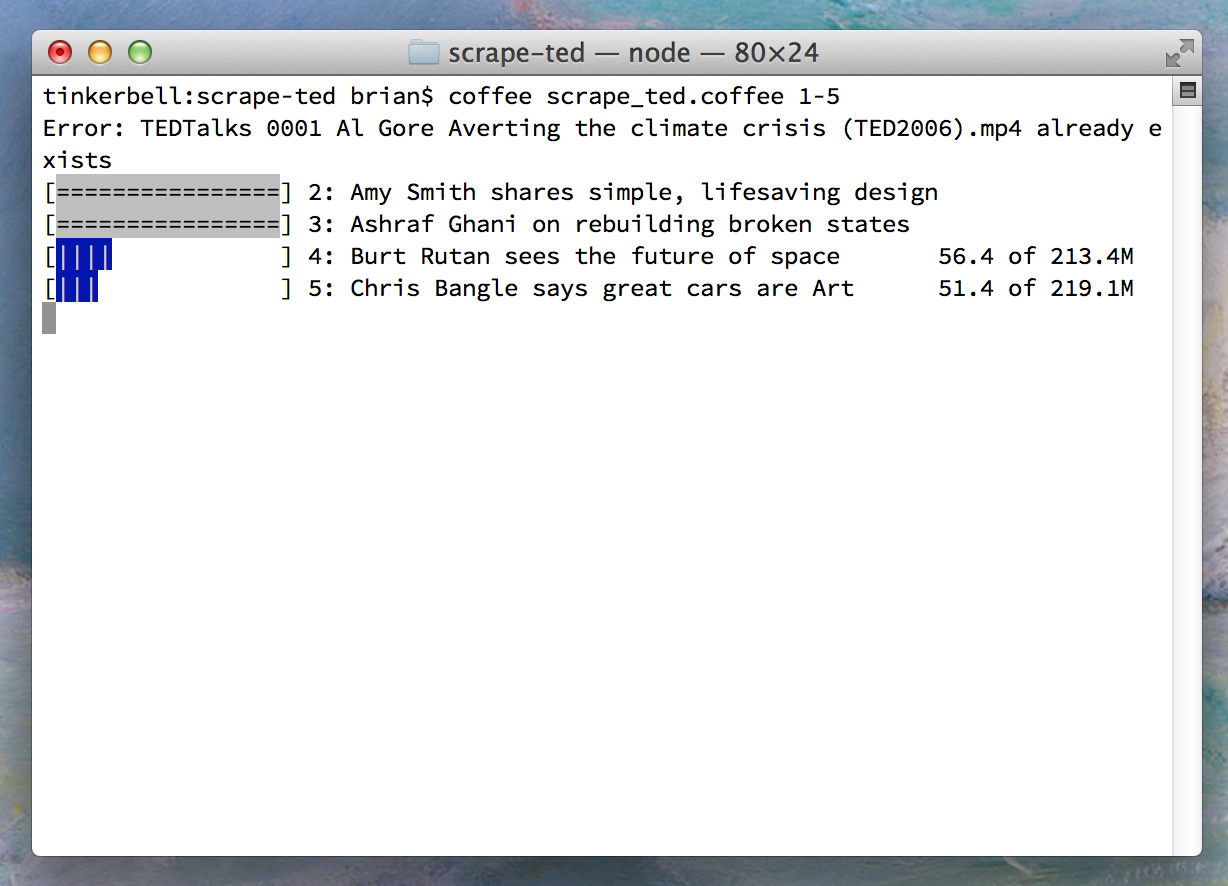 scrape-ted — node — 80×24
tinkerbell:scrape-ted brian$ coffee scrape_ted.coffee 1-5
Error: TEDTalks 0001 Al Gore Averting the climate crisis (TED2006).mp4 already e
xists
[================] 2: Amy Smith shares simple, lifesaving design
[================] 3: Ashraf Ghani on rebuilding broken states
[||||            ] 4: Burt Rutan sees the future of space       56.4 of 213.4M
[|||             ] 5: Chris Bangle says great cars are Art      51.4 of 219.1M